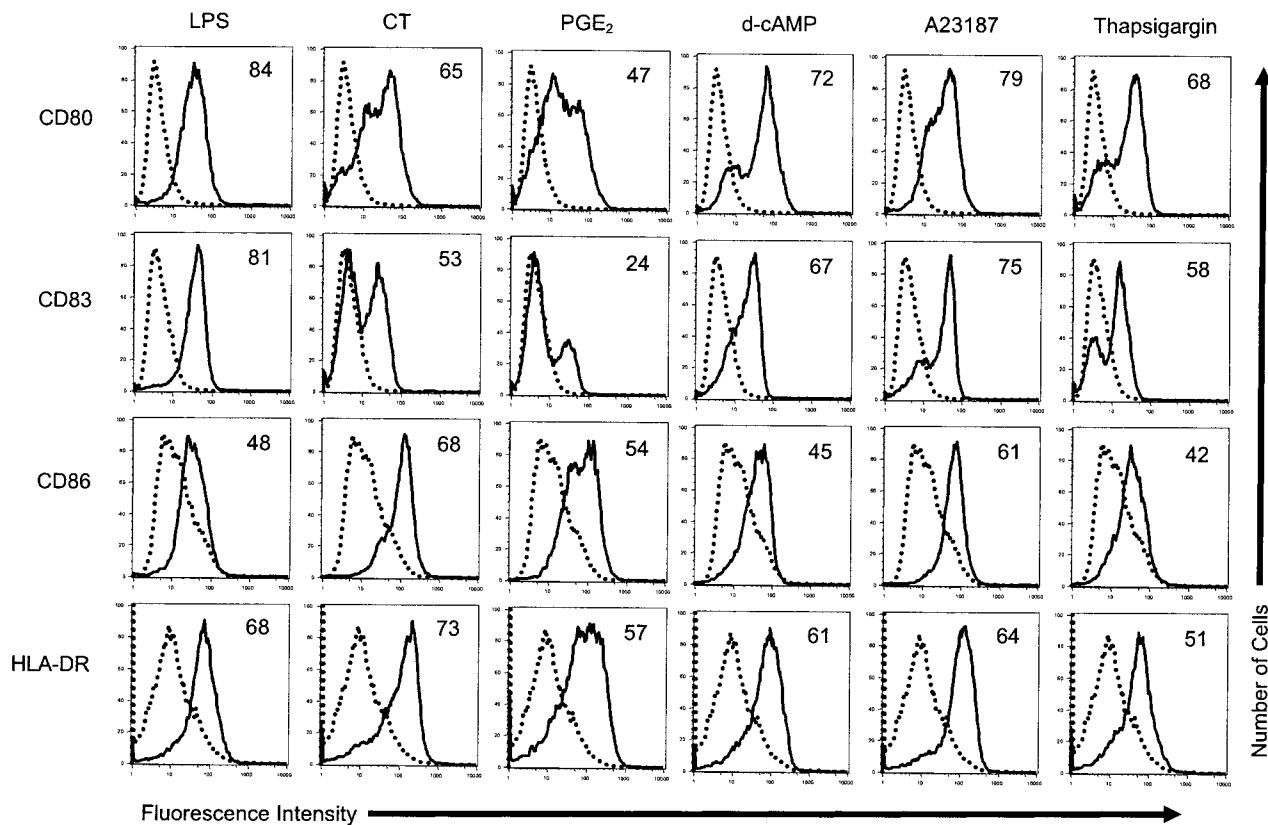 LPS CT PGE₂ d-cAMP A23187 Thapsigargin
CD80 84 65 47 72 79 68
CD83 81 53 24 67 75 58
CD86 48 68 54 45 61 42
HLA-DR 68 73 57 61 64 51
Number of Cells
Fluorescence Intensity